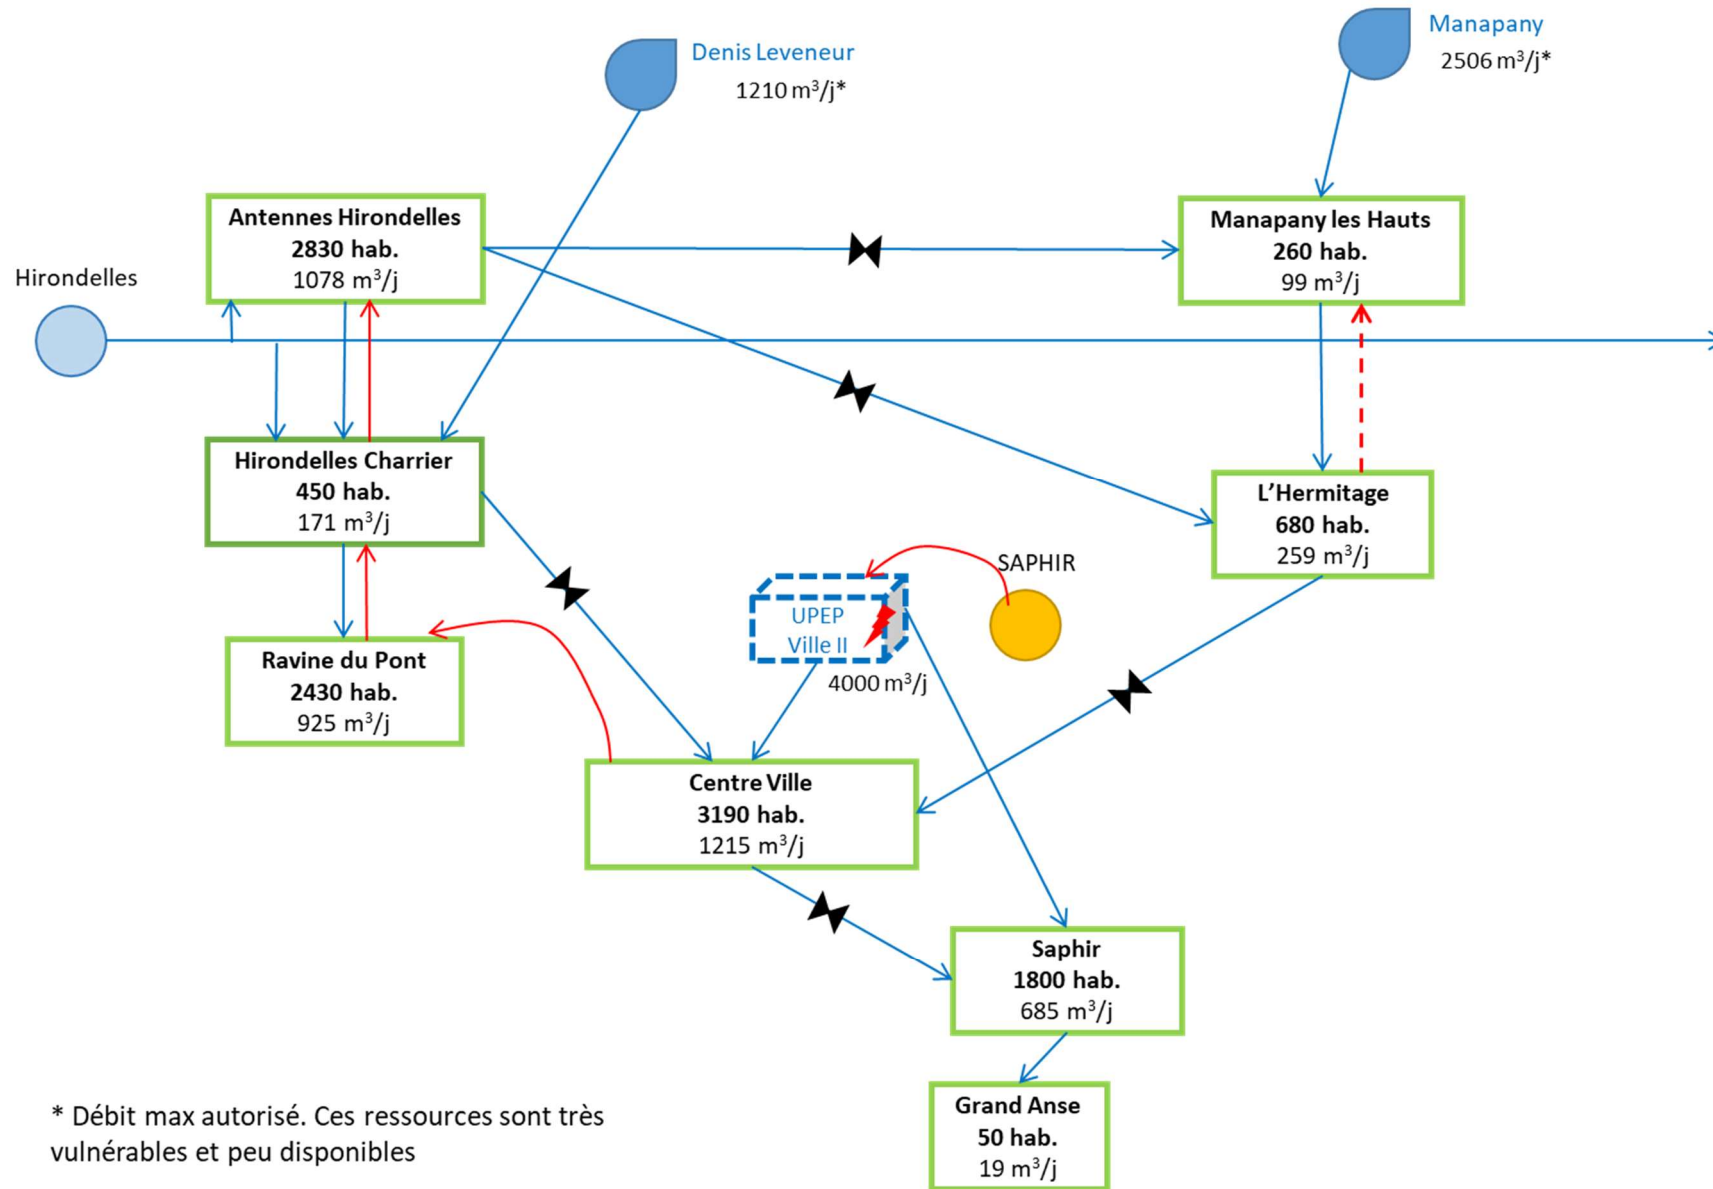 Manapany
2506 m³/j*
Denis Leveneur
1210 m³/j*
Antennes Hirondelles
2830 hab.
1078 m³/j
Manapany les Hauts
260 hab.
99 m³/j
Hirondelles
Hirondelles Charrier
450 hab.
171 m³/j
L'Hermitage
680 hab.
259 m³/j
SAPHIR
UPEP
Ville II
4000 m³/j
Ravine du Pont
2430 hab.
925 m³/j
Centre Ville
3190 hab.
1215 m³/j
Saphir
1800 hab.
685 m³/j
Grand Anse
50 hab.
19 m³/j
* Débit max autorisé. Ces ressources sont très
vulnérables et peu disponibles